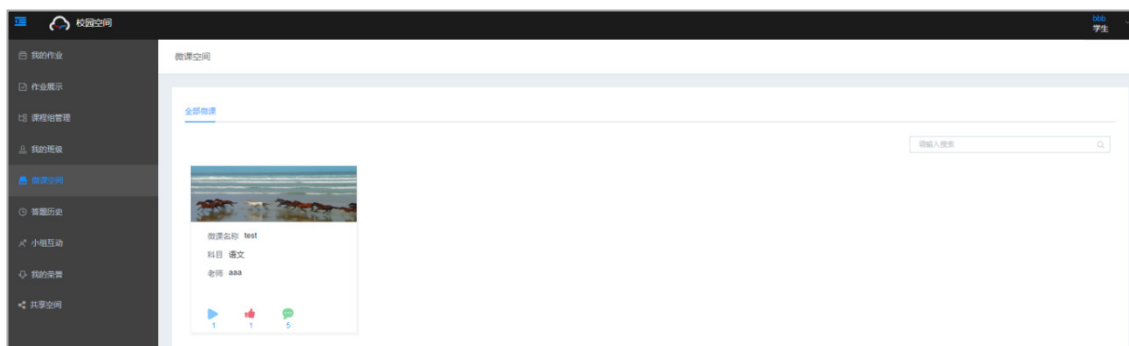 校园空间
bbb
学生
我的作业
作业展示
课程组管理
我的班级
微课空间
答题历史
小组互动
我的荣誉
共享空间
微课空间
全部微课
请输入搜索
微课名称 test
科目 语文
老师 aaa
1 1 5